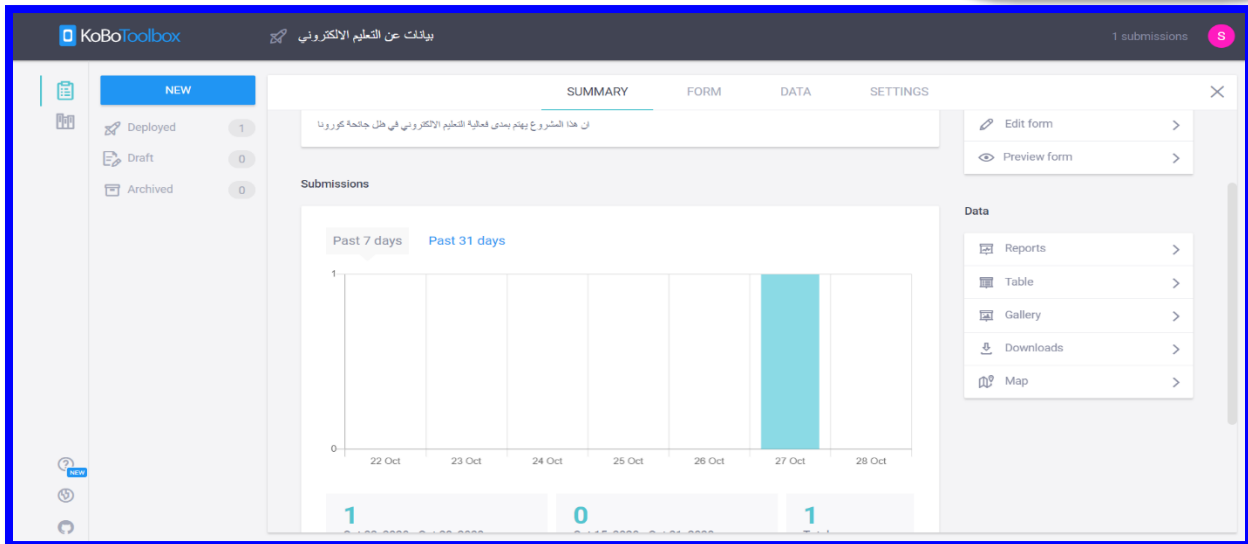 KoBoToolbox
بيانات عن التعليم الالكتروني
1 submissions
S
NEW
Deployed 1
Draft 0
Archived 0
NEW
SUMMARY FORM DATA SETTINGS
ان هذا المشروع يهتم بمدى فعالية التعليم الالكتروني في ظل جائحة كورونا
Submissions
Past 7 days Past 31 days
1
0
22 Oct 23 Oct 24 Oct 25 Oct 26 Oct 27 Oct 28 Oct
1 0 1
Edit form
Preview form
Data
Reports
Table
Gallery
Downloads
Map